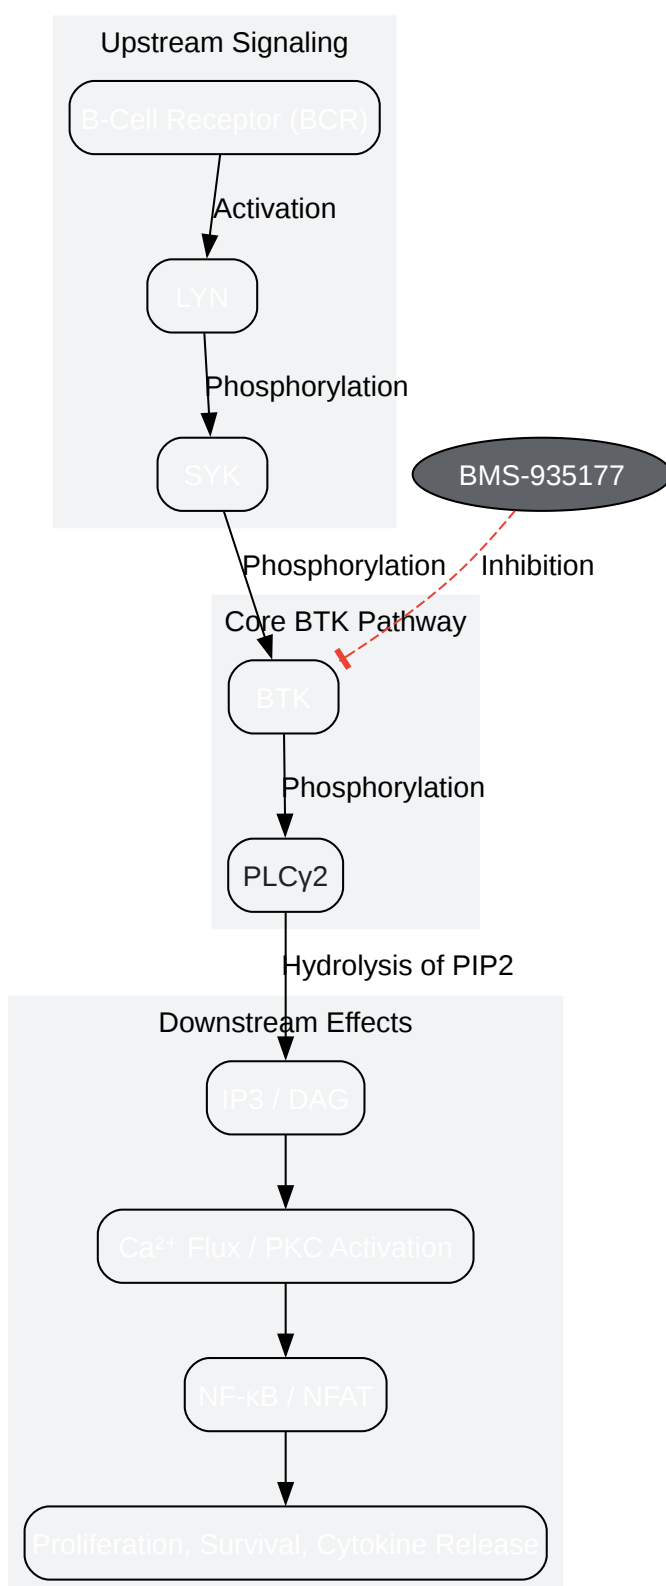 Upstream Signaling
B-Cell Receptor (BCR)
Activation
LYN
Phosphorylation
SYK
BMS-935177
Phosphorylation
Inhibition
Core BTK Pathway
BTK
Phosphorylation
PLCγ2
Hydrolysis of PIP2
Downstream Effects
IP3 / DAG
Ca²⁺ Flux / PKC Activation
NF-κB / NFAT
Proliferation, Survival, Cytokine Release